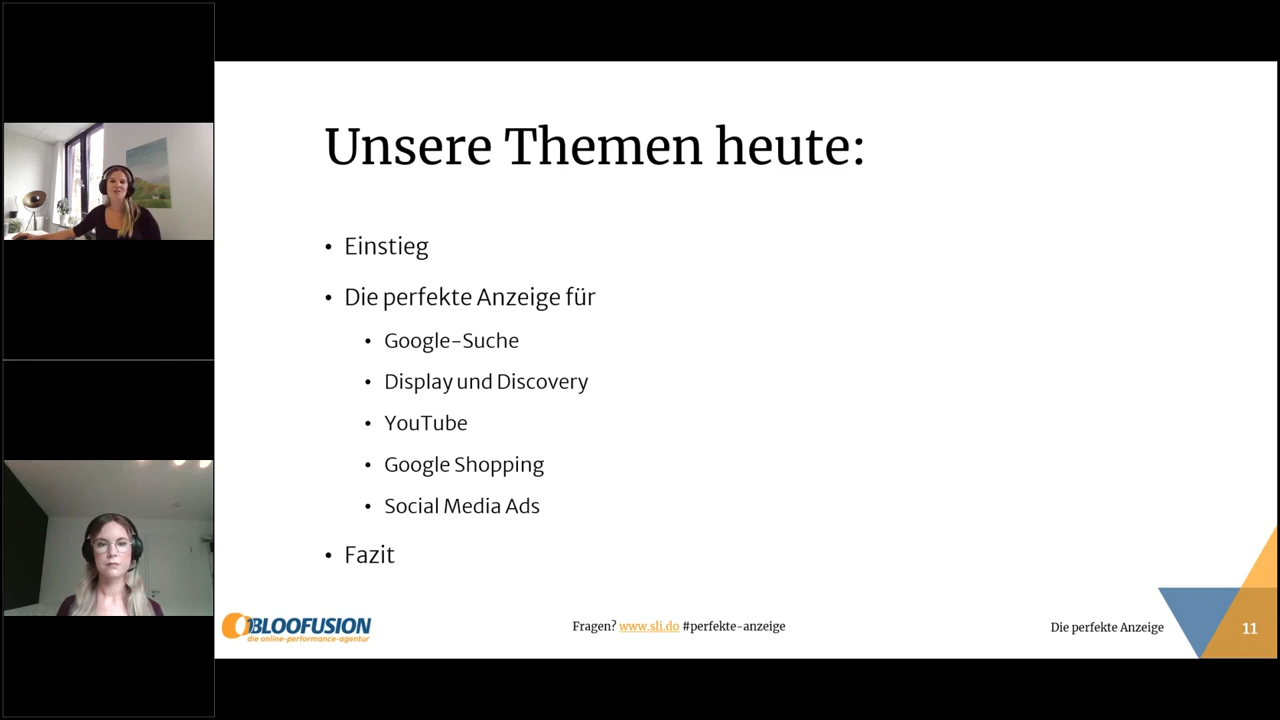 Unsere Themen heute:
• Einstieg
• Die perfekte Anzeige für
• Google-Suche
• Display und Discovery
• YouTube
• Google Shopping
• Social Media Ads
• Fazit
BLOOFUSION
die online-performance-agentur
Fragen? www.sli.do #perfekte-anzeige
Die perfekte Anzeige
11